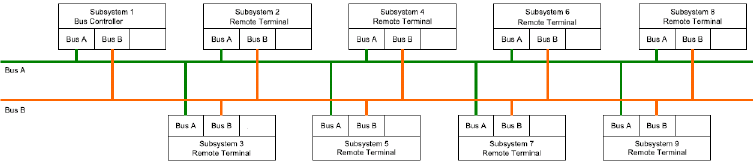 Subsystem 1
Bus Controller
Bus A Bus B
Subsystem 2
Remote Terminal
Bus A Bus B
Subsystem 4
Remote Terminal
Bus A Bus B
Subsystem 6
Remote Terminal
Bus A Bus B
Subsystem 8
Remote Terminal
Bus A Bus B
Bus A
Bus B
Bus A Bus B
Subsystem 3
Remote Terminal
Bus A Bus B
Subsystem 5
Remote Terminal
Bus A Bus B
Subsystem 7
Remote Terminal
Bus A Bus B
Subsystem 9
Remote Terminal